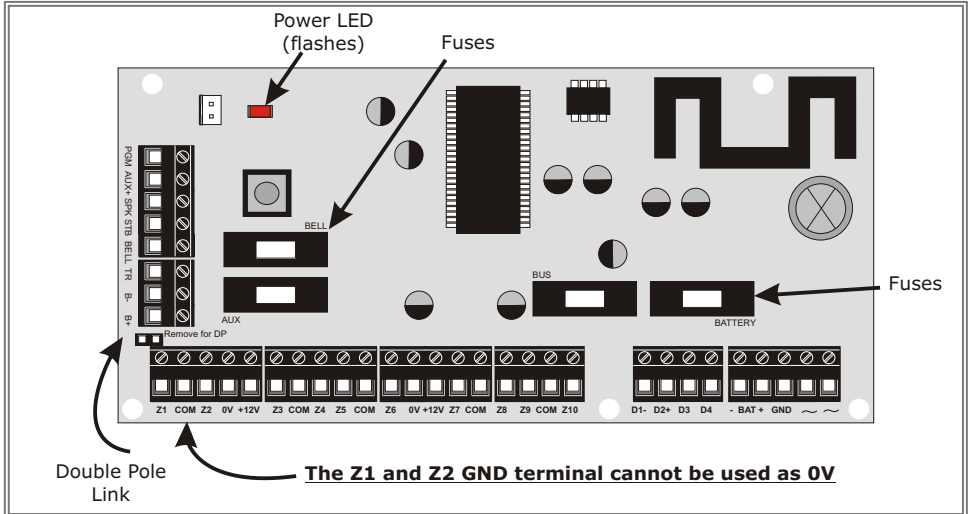 Power LED
(flashes)
Fuses
PGM AUX+ SPK STB BELL TR B- B+
BELL
AUX
BUS
BATTERY
Fuses
Remove for DP
Z1 COM Z2 0V +12V Z3 COM Z4 Z5 COM Z6 0V +12V Z7 COM Z8 Z9 COM Z10 D1- D2+ D3 D4 - BAT + GND ~ ~
Double Pole
Link
The Z1 and Z2 GND terminal cannot be used as 0V